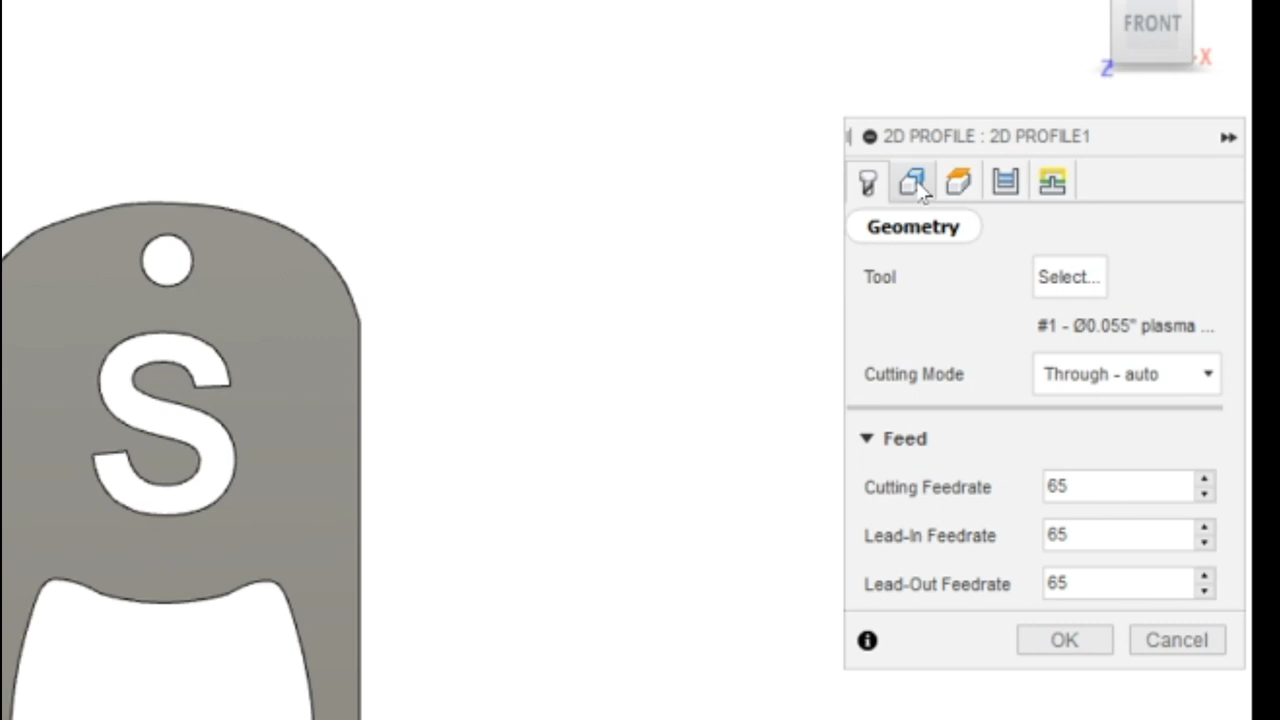 FRONT
Z
X
2D PROFILE : 2D PROFILE1
Geometry
Tool
Select...
#1 - Ø0.055" plasma ...
Cutting Mode
Through - auto
Feed
Cutting Feedrate
65
Lead-In Feedrate
65
Lead-Out Feedrate
65
OK
Cancel
S